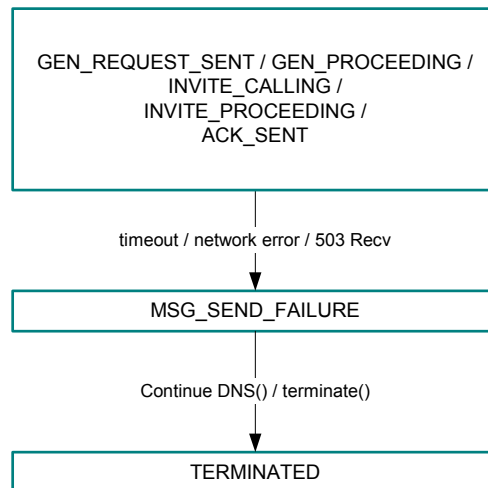 GEN_REQUEST_SENT / GEN_PROCEEDING /
INVITE_CALLING /
INVITE_PROCEEDING /
ACK_SENT
timeout / network error / 503 Recv
MSG_SEND_FAILURE
Continue DNS() / terminate()
TERMINATED